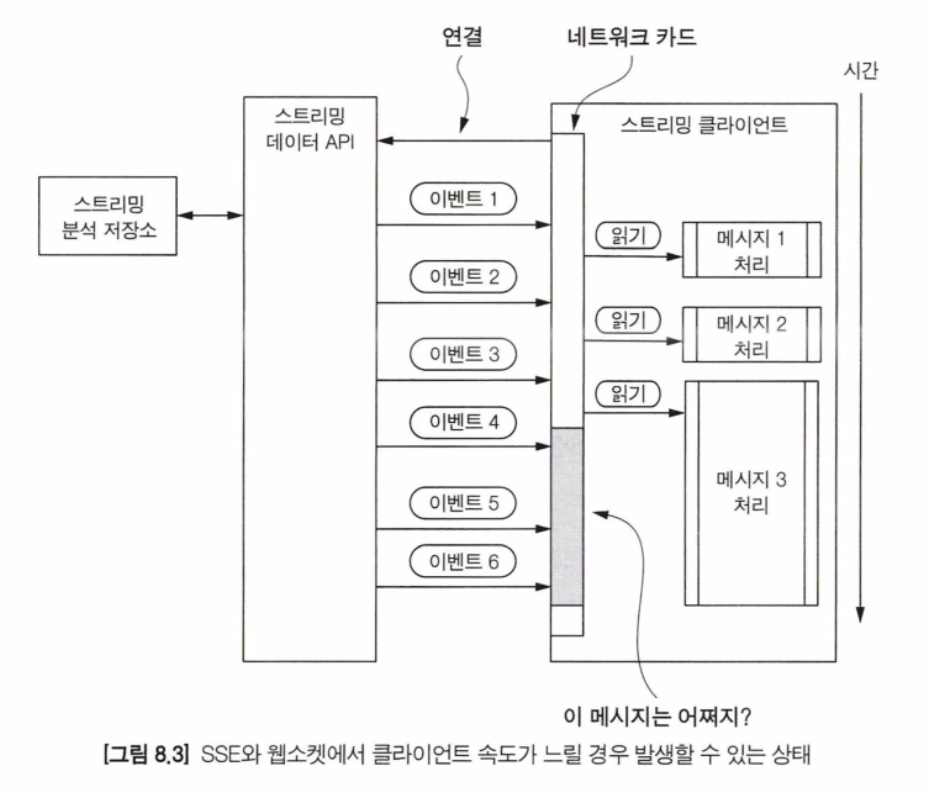 연결
네트워크 카드
시간
스트리밍
데이터 API
스트리밍 클라이언트
스트리밍
분석 저장소
이벤트 1
읽기
메시지 1
처리
이벤트 2
읽기
메시지 2
처리
이벤트 3
읽기
이벤트 4
메시지 3
처리
이벤트 5
이벤트 6
이 메시지는 어쪄지?
[그림 8.3] SSE와 웹소켓에서 클라이언트 속도가 느릴 경우 발생할 수 있는 상태